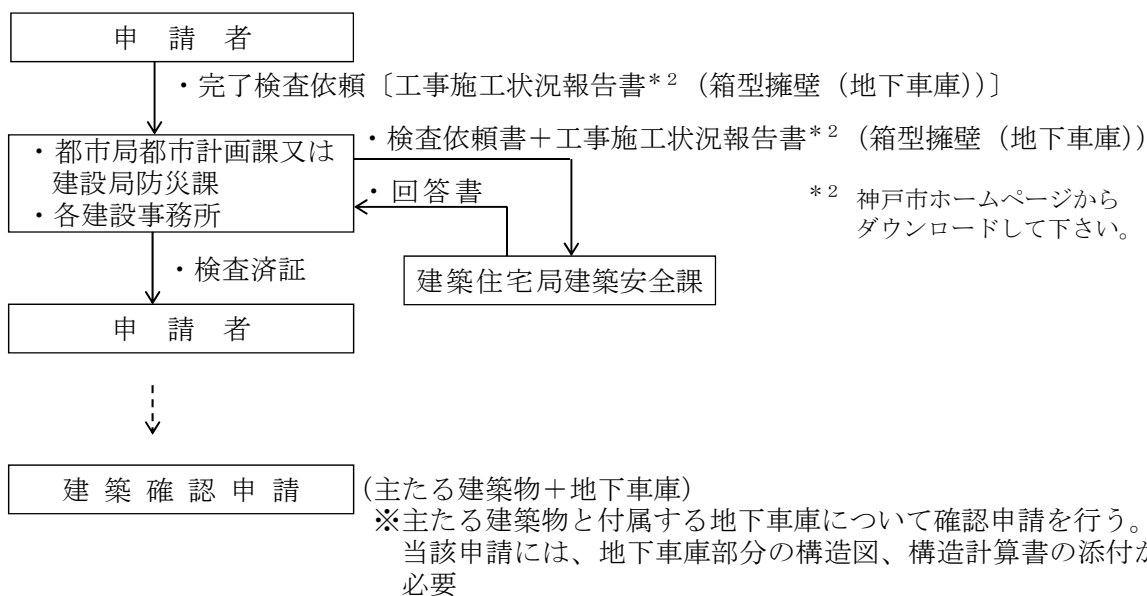 申 請 者
・完了検査依頼〔工事施工状況報告書*2（箱型擁壁（地下車庫））〕
・都市局都市計画課又は
建設局防災課
・各建設事務所
・検査依頼書＋工事施工状況報告書*2（箱型擁壁（地下車庫））
・回答書
*2 神戸市ホームページから
ダウンロードして下さい。
建築住宅局建築安全課
・検査済証
申 請 者
建 築 確 認 申 請
（主たる建築物＋地下車庫）
※主たる建築物と付属する地下車庫について確認申請を行う。
当該申請には、地下車庫部分の構造図、構造計算書の添付が
必要